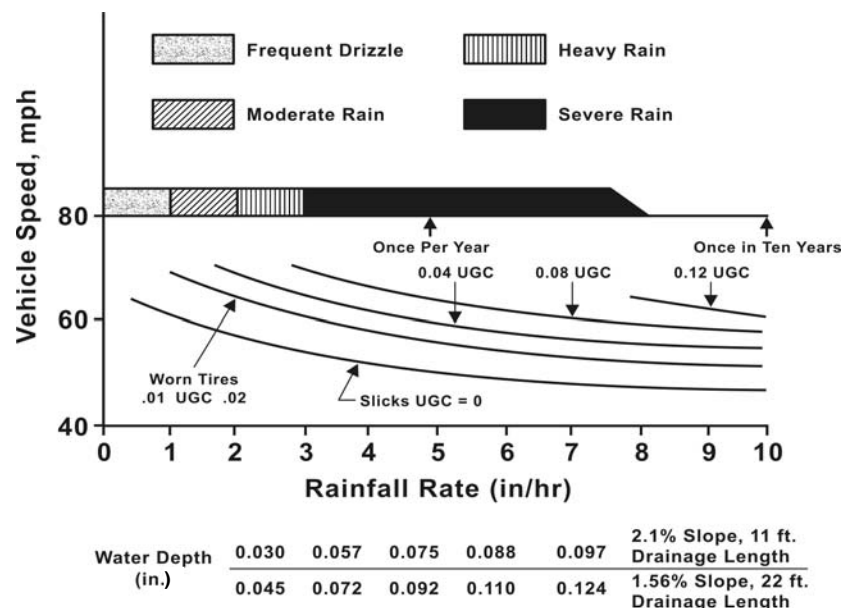 Frequent Drizzle
Heavy Rain
Moderate Rain
Severe Rain
Vehicle Speed, mph
80
60
40
Once Per Year
Once in Ten Years
0.04 UGC
0.08 UGC
0.12 UGC
Worn Tires
.01 UGC .02
Slicks UGC = 0
0 1 2 3 4 5 6 7 8 9 10
Rainfall Rate (in/hr)
Water Depth
(in.)
0.030 0.057 0.075 0.088 0.097 2.1% Slope, 11 ft.
Drainage Length
0.045 0.072 0.092 0.110 0.124 1.56% Slope, 22 ft.
Drainage Length